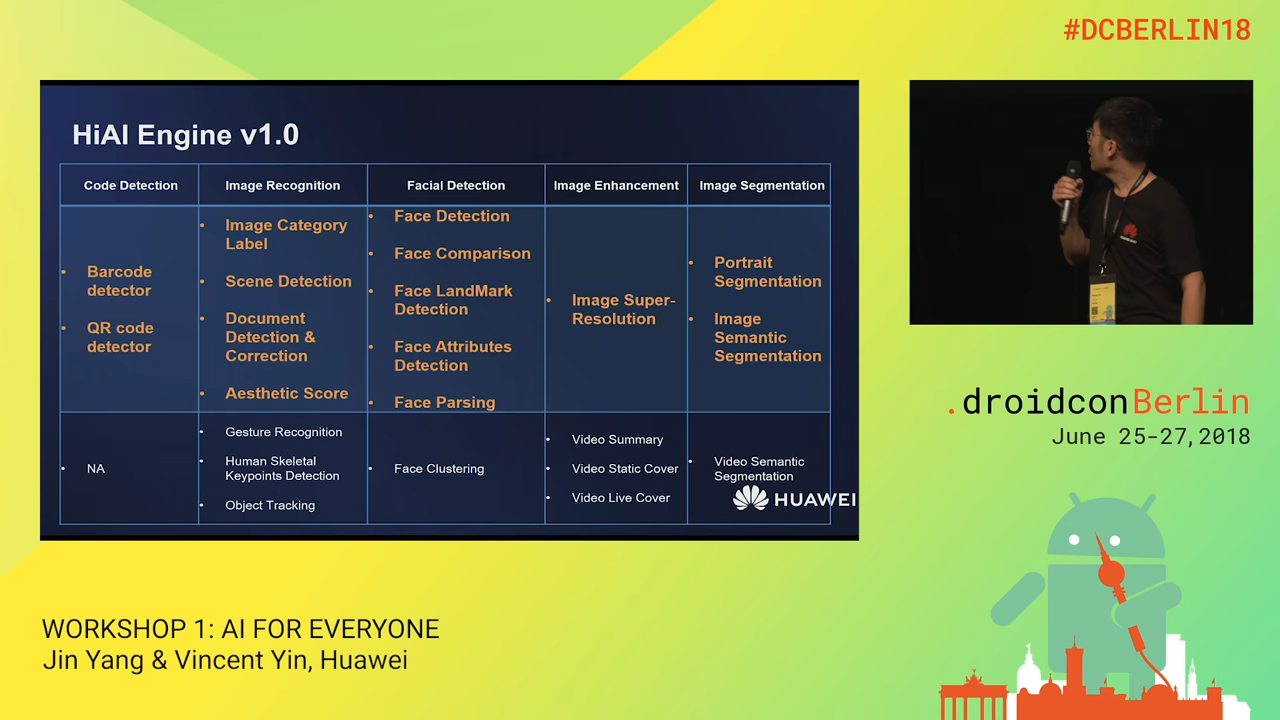 #DCBERLIN18
HiAI Engine v1.0
Code Detection
Image Recognition
Facial Detection
Image Enhancement
Image Segmentation
• Barcode
detector
• QR code
detector
• Image Category
Label
• Scene Detection
• Document
Detection &
Correction
• Aesthetic Score
• Face Detection
• Face Comparison
• Face LandMark
Detection
• Face Attributes
Detection
• Face Parsing
• Image Super-
Resolution
• Portrait
Segmentation
• Image
Semantic
Segmentation
• NA
• Gesture Recognition
• Human Skeletal
Keypoints Detection
• Object Tracking
• Face Clustering
• Video Summary
• Video Static Cover
• Video Live Cover
• Video Semantic
Segmentation
HUAWEI
.droidconBerlin
June 25-27, 2018
WORKSHOP 1: AI FOR EVERYONE
Jin Yang & Vincent Yin, Huawei